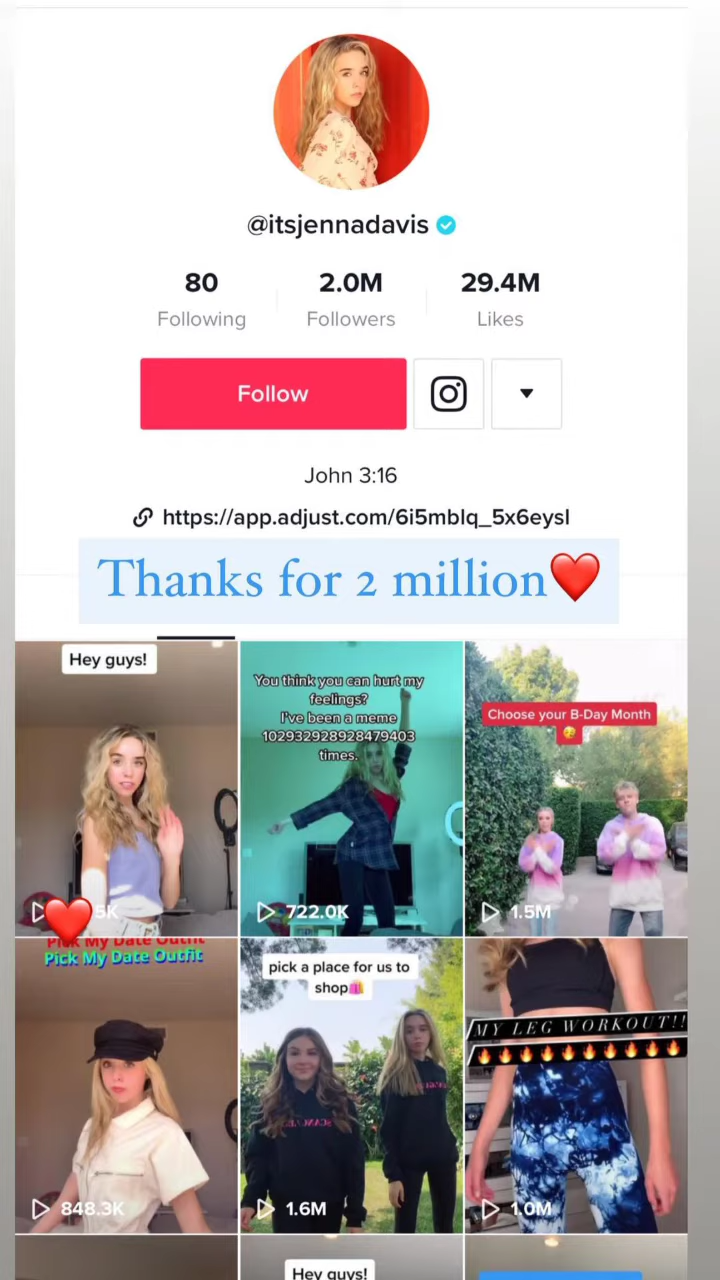 @itsjennadavis
80 2.0M 29.4M
Following Followers Likes
Follow
John 3:16
https://app.adjust.com/6i5mblq_5x6eysl
Thanks for 2 million❤️
Hey guys!
5K
You think you can hurt my
feelings?
I've been a meme
102932928928479403
times.
722.0K
Choose your B-Day Month
🥴
1.5M
Pick My Date Outfit
Pick My Date Outfit
848.3K
pick a place for us to
shop🛍️
1.6M
MY LEG WORKOUT!!
🔥🔥🔥🔥🔥🔥🔥🔥🔥
1.0M
Hey guys!